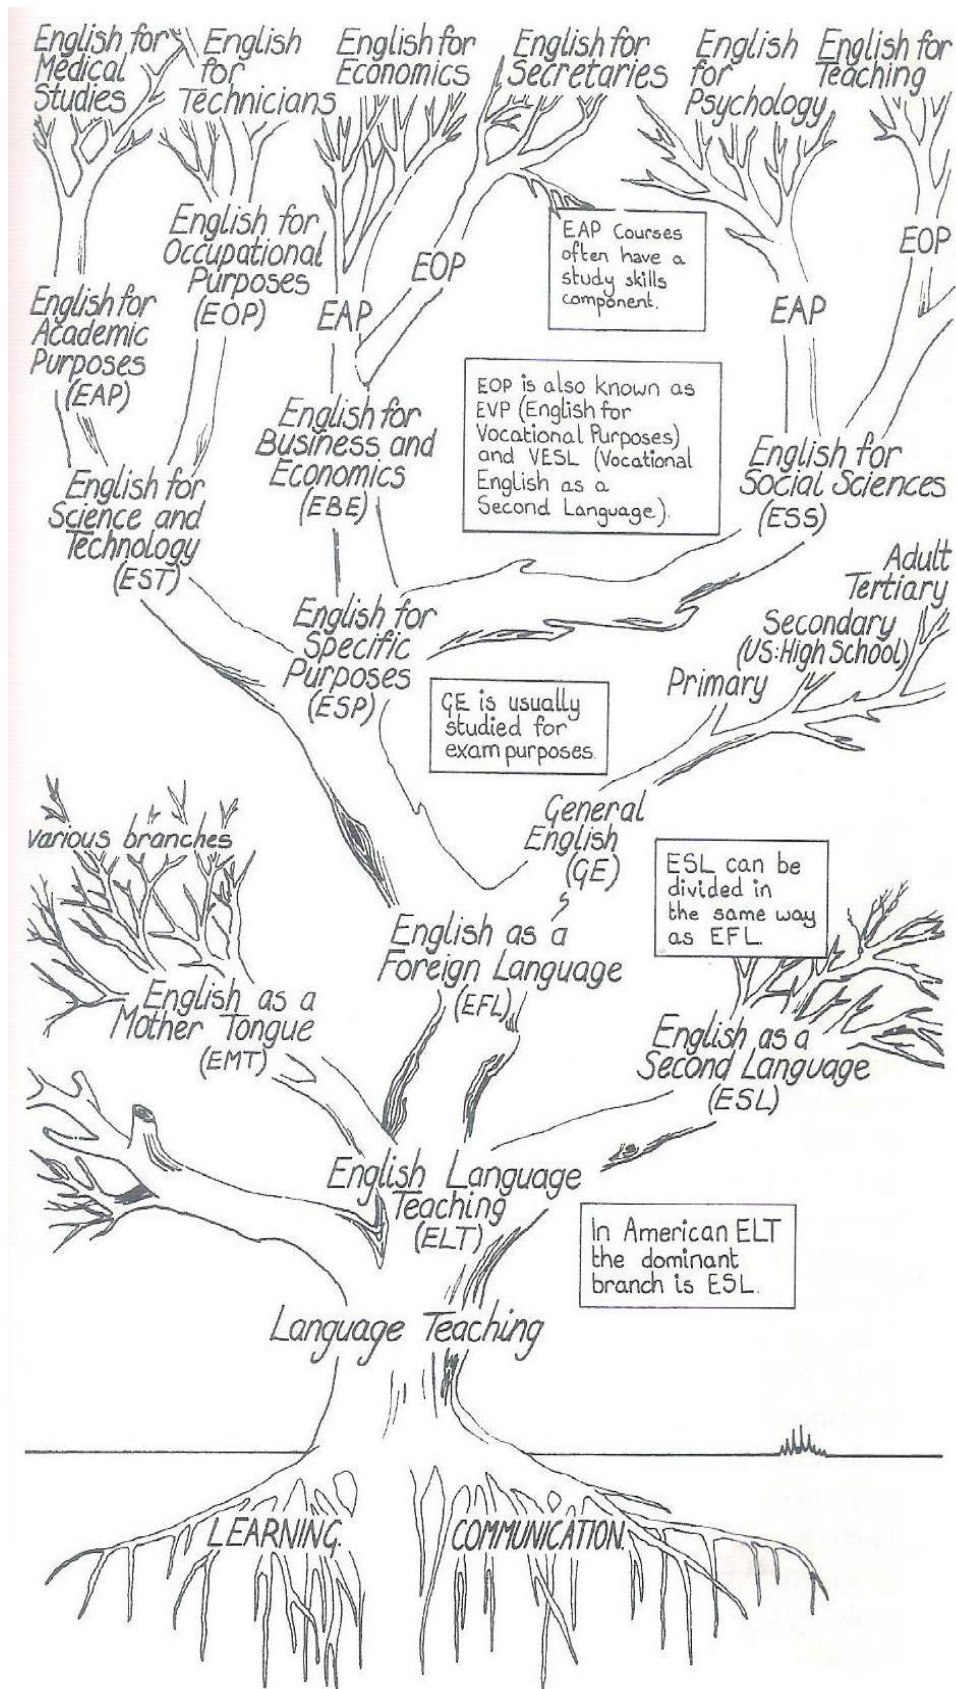 English for
Medical
Studies
English
for
Technicians
English for
Economics
English for
Secretaries
English
for
Psychology
English for
Teaching
English for
Academic
Purposes
(EAP)
English for
Occupational
Purposes
(EOP)
EAP
EOP
EAP Courses
often have a
study skills
component.
EAP
EOP
EOP is also known as
EVP (English for
Vocational Purposes)
and VESL (Vocational
English as a
Second Language).
English for
Science and
Technology
(EST)
English for
Business and
Economics
(EBE)
English for
Social Sciences
(ESS)
English for
Specific
Purposes
(ESP)
Adult
Tertiary
Secondary
(US:High School)
Primary
GE is usually
studied for
exam purposes.
General
English
(GE)
various branches
ESL can be
divided in
the same way
as EFL.
English as a
Foreign Language
(EFL)
English as a
Mother Tongue
(EMT)
English as a
Second Language
(ESL)
English Language
Teaching
(ELT)
In American ELT
the dominant
branch is ESL.
Language Teaching
LEARNING.
COMMUNICATION.